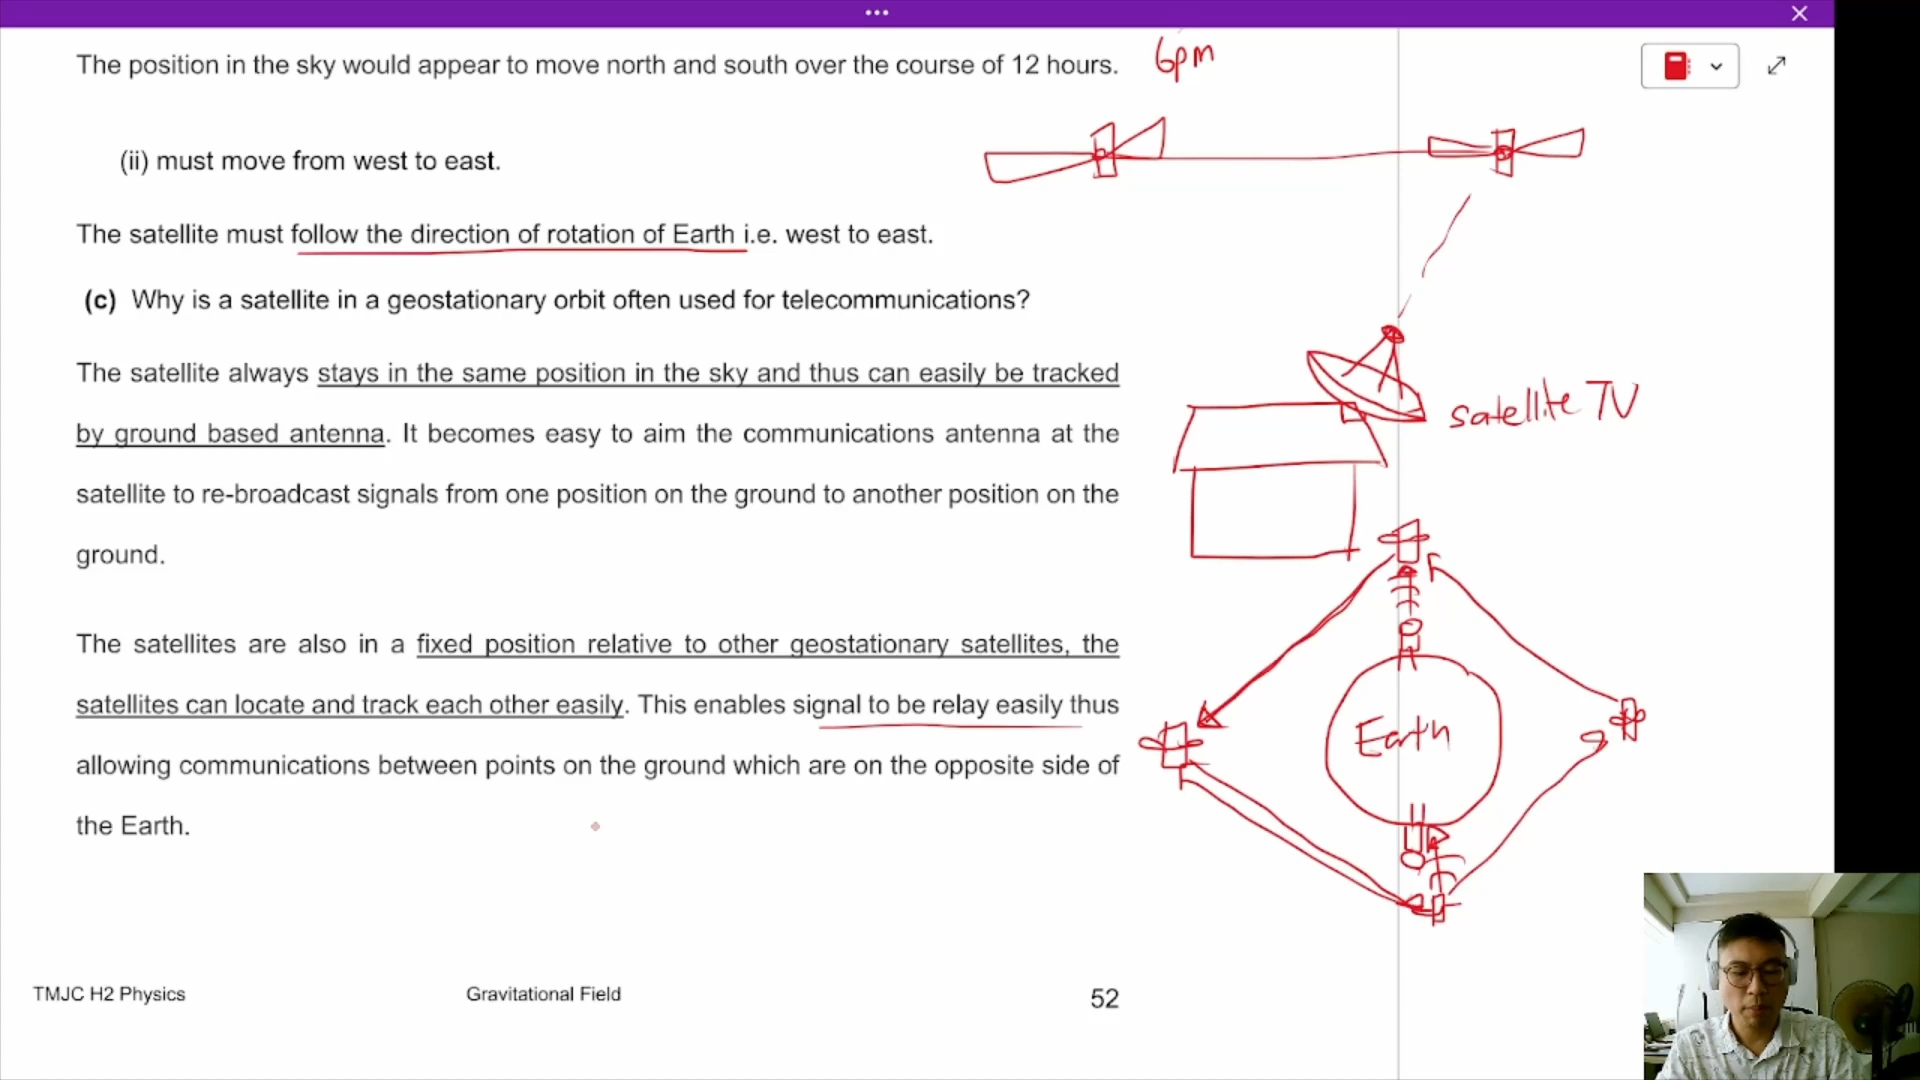 The position in the sky would appear to move north and south over the course of 12 hours.
6pm
(ii) must move from west to east.
The satellite must follow the direction of rotation of Earth i.e. west to east.
(c) Why is a satellite in a geostationary orbit often used for telecommunications?
The satellite always stays in the same position in the sky and thus can easily be tracked
by ground based antenna. It becomes easy to aim the communications antenna at the
satellite to re-broadcast signals from one position on the ground to another position on the
ground.
satellite TV
The satellites are also in a fixed position relative to other geostationary satellites, the
satellites can locate and track each other easily. This enables signal to be relay easily thus
allowing communications between points on the ground which are on the opposite side of
the Earth.
Earth
TMJC H2 Physics
Gravitational Field
52